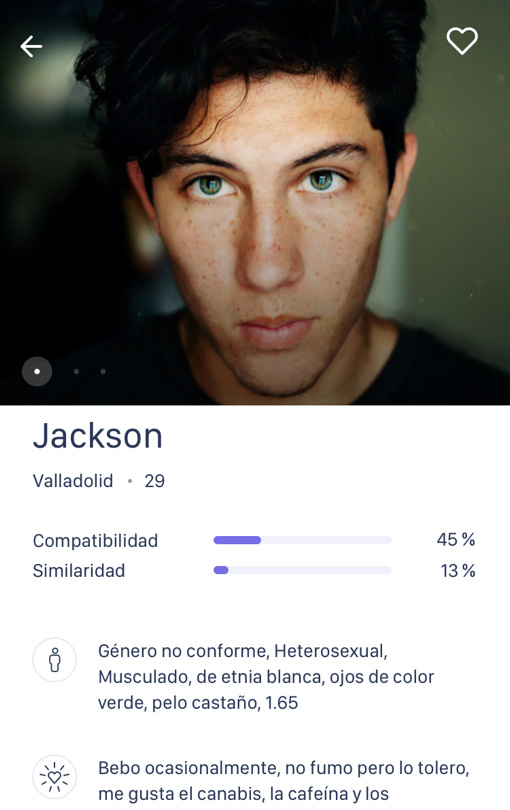 Jackson
Valladolid • 29
Compatibilidad 45 %
Similaridad 13 %
Género no conforme, Heterosexual,
Musculado, de etnia blanca, ojos de color
verde, pelo castaño, 1.65
Bebo ocasionalmente, no fumo pero lo tolero,
me gusta el canabis, la cafeína y los